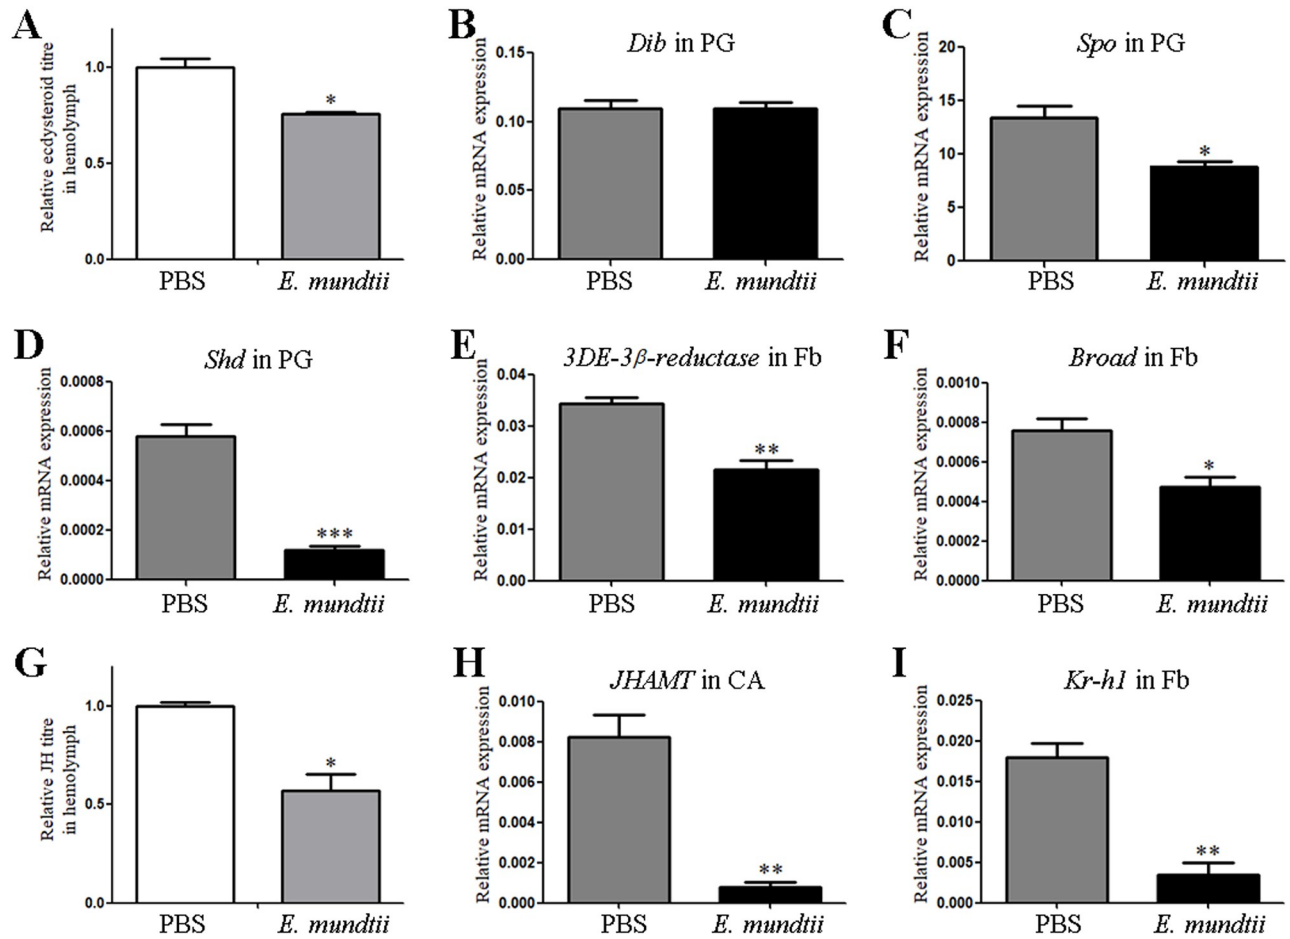 A
Relative ecdysteroid titre
in hemolymph
1.0
0.5
0.0
*
PBS
E. mundtii
B
Dib in PG
Relative mRNA expression
0.15
0.10
0.05
0.00
PBS
E. mundtii
C
Spo in PG
Relative mRNA expression
20
15
10
5
0
*
PBS
E. mundtii
D
Shd in PG
Relative mRNA expression
0.0008
0.0006
0.0004
0.0002
0.0000
***
PBS
E. mundtii
E
3DE-3β-reductase in Fb
Relative mRNA expression
0.04
0.03
0.02
0.01
0.00
**
PBS
E. mundtii
F
Broad in Fb
Relative mRNA expression
0.0010
0.0008
0.0006
0.0004
0.0002
0.0000
*
PBS
E. mundtii
G
Relative JH titre
in hemolymph
1.0
0.5
0.0
*
PBS
E. mundtii
H
JHAMT in CA
Relative mRNA expression
0.010
0.008
0.006
0.004
0.002
0.000
**
PBS
E. mundtii
I
Kr-h1 in Fb
Relative mRNA expression
0.025
0.020
0.015
0.010
0.005
0.000
**
PBS
E. mundtii